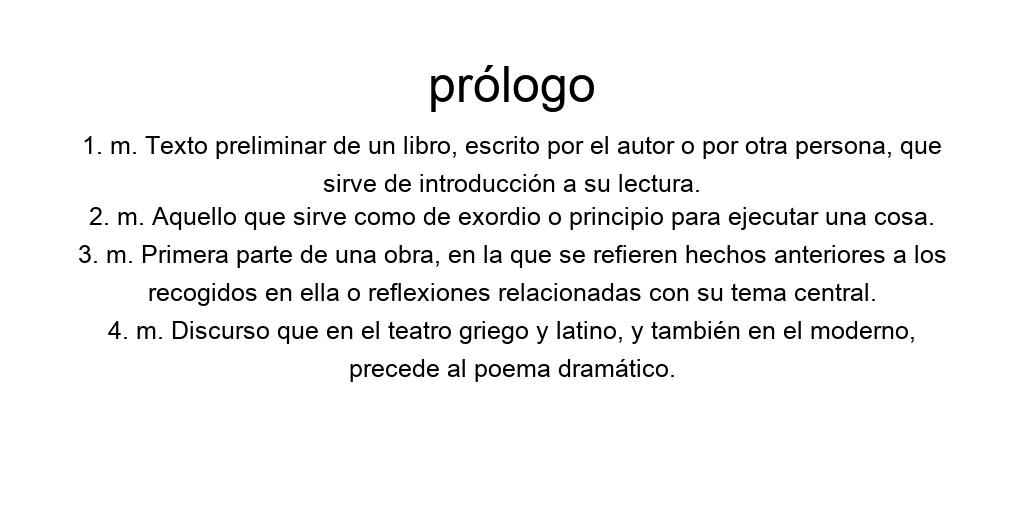 prólogo
1. m. Texto preliminar de un libro, escrito por el autor o por otra persona, que
sirve de introducción a su lectura.
2. m. Aquello que sirve como de exordio o principio para ejecutar una cosa.
3. m. Primera parte de una obra, en la que se refieren hechos anteriores a los
recogidos en ella o reflexiones relacionadas con su tema central.
4. m. Discurso que en el teatro griego y latino, y también en el moderno,
precede al poema dramático.